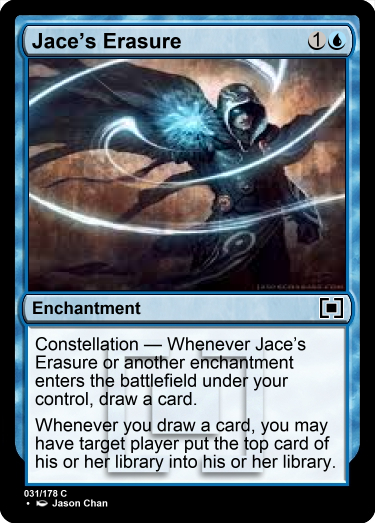 Jace's Erasure 1
Enchantment
Constellation — Whenever Jace's
Erasure or another enchantment
enters the battlefield under your
control, draw a card.
Whenever you draw a card, you may
have target player put the top card of
his or her library into his or her library.
031/178 C
• Jason Chan